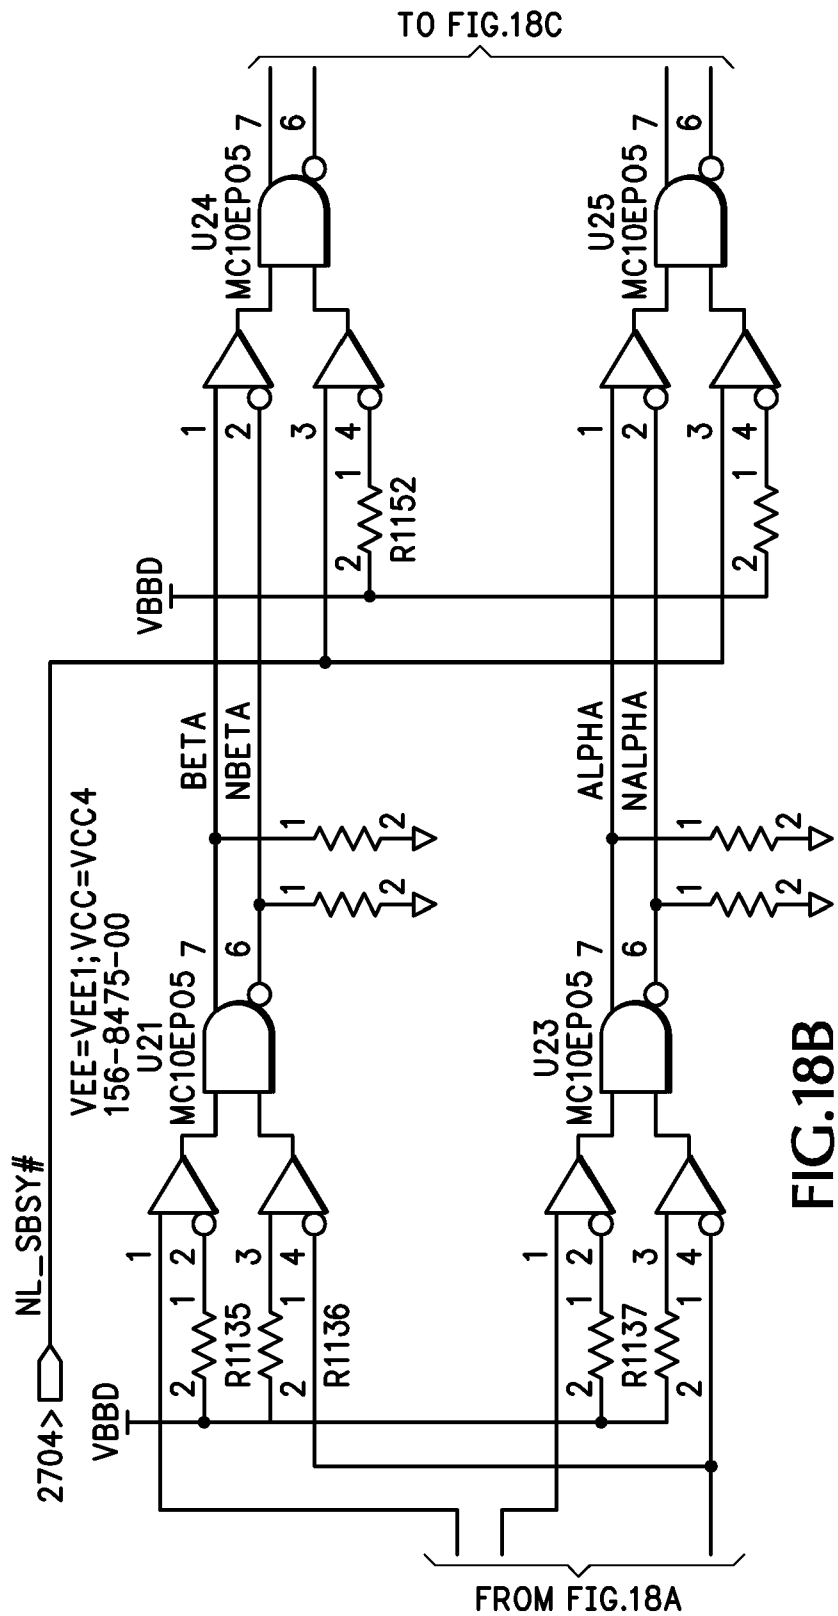 TO FIG.18C
U24
MC10EP05
7
6
1
2
3
4
1
2
R1152
VBBD
U25
MC10EP05
7
6
1
2
3
4
1
2
BETA
NBETA
ALPHA
NALPHA
1
2
1
2
1
2
1
2
VEE=VEE1;VCC=VCC4
156-8475-00
U21
MC10EP05
7
6
1
2
3
4
1
2
R1135
1
2
R1136
VBBD
U23
MC10EP05
7
6
1
2
3
4
1
2
R1137
1
2
NL_SBSY#
2704>
FROM FIG.18A
FIG.18B